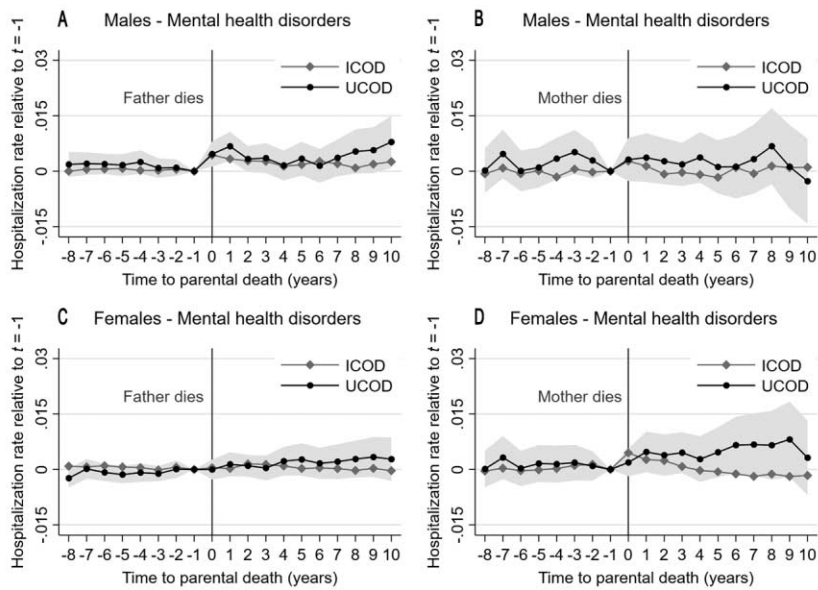 A Males - Mental health disorders
Hospitalization rate relative to t = -1
.03
.015
0
-.015
ICOD
UCOD
Father dies
-8 -7 -6 -5 -4 -3 -2 -1 0 1 2 3 4 5 6 7 8 9 10
Time to parental death (years)
B Males - Mental health disorders
Hospitalization rate relative to t = -1
.03
.015
0
-.015
ICOD
UCOD
Mother dies
-8 -7 -6 -5 -4 -3 -2 -1 0 1 2 3 4 5 6 7 8 9 10
Time to parental death (years)
C Females - Mental health disorders
Hospitalization rate relative to t = -1
.03
.015
0
-.015
ICOD
UCOD
Father dies
-8 -7 -6 -5 -4 -3 -2 -1 0 1 2 3 4 5 6 7 8 9 10
Time to parental death (years)
D Females - Mental health disorders
Hospitalization rate relative to t = -1
.03
.015
0
-.015
ICOD
UCOD
Mother dies
-8 -7 -6 -5 -4 -3 -2 -1 0 1 2 3 4 5 6 7 8 9 10
Time to parental death (years)